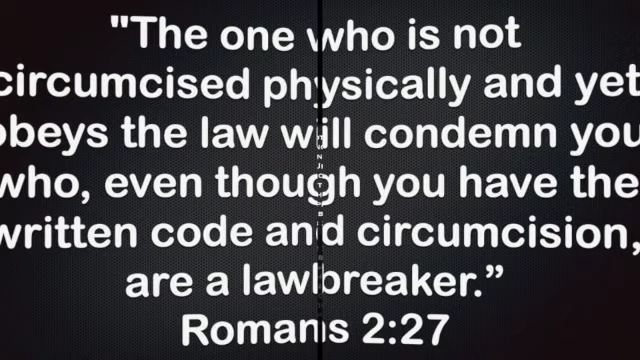 "The one who is not
circumcised physically and yet
obeys the law will condemn you
who, even though you have the
written code and circumcision,
are a lawbreaker.”
Romans 2:27